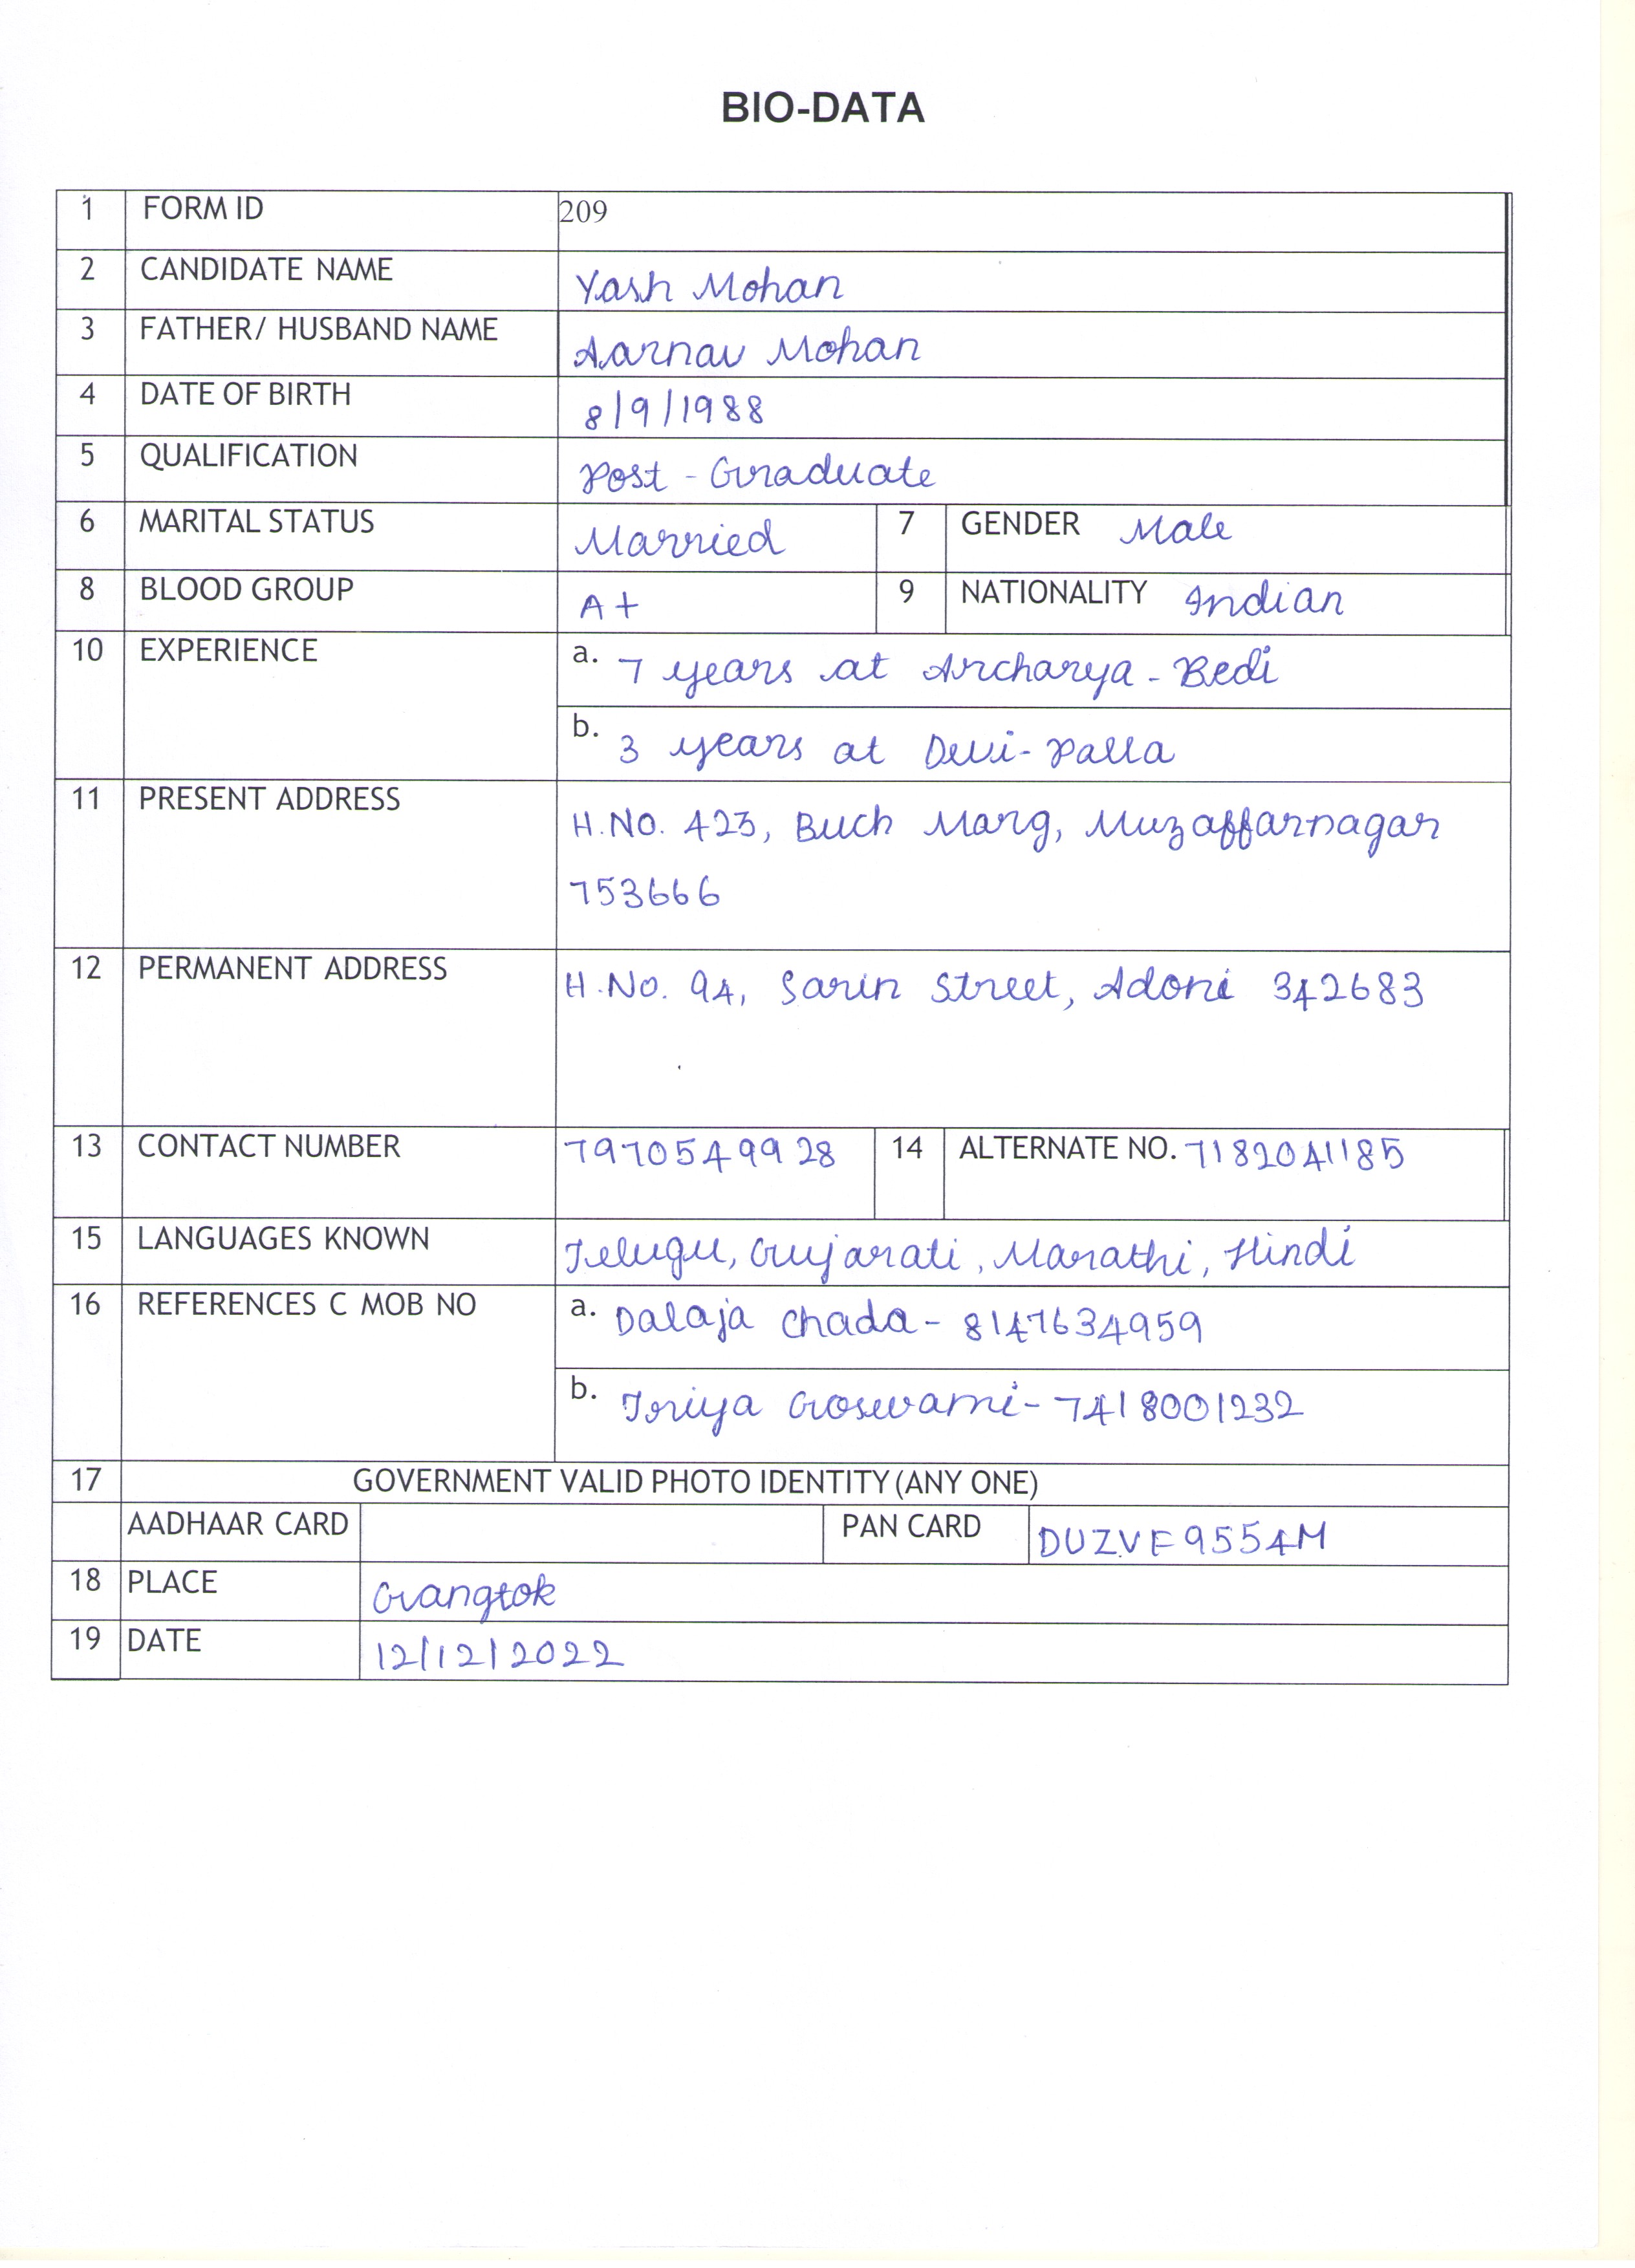 BIO-DATA
1 FORM ID 209
2 CANDIDATE NAME Yash Mohan
3 FATHER/ HUSBAND NAME Aarnav Mohan
4 DATE OF BIRTH 8/9/1988
5 QUALIFICATION Post - Graduate
6 MARITAL STATUS Married 7 GENDER Male
8 BLOOD GROUP A+ 9 NATIONALITY Indian
10 EXPERIENCE a. 7 years at Archarya - Bedi
b. 3 years at Devi- Palla
11 PRESENT ADDRESS H.NO. 423, Buch Marg, Muzaffarnagar
753666
12 PERMANENT ADDRESS H.No. 94, Sarin Street, Adoni 342683
13 CONTACT NUMBER 7970549928 14 ALTERNATE NO. 7182041185
15 LANGUAGES KNOWN Telugu, Gujarati, Marathi, Hindi
16 REFERENCES C MOB NO a. Dalaja Chada - 8147634959
b. Toriya Goswami - 7418001232
17 GOVERNMENT VALID PHOTO IDENTITY (ANY ONE)
AADHAAR CARD PAN CARD DUZVE9554M
18 PLACE Gangtok
19 DATE 12/12/2022